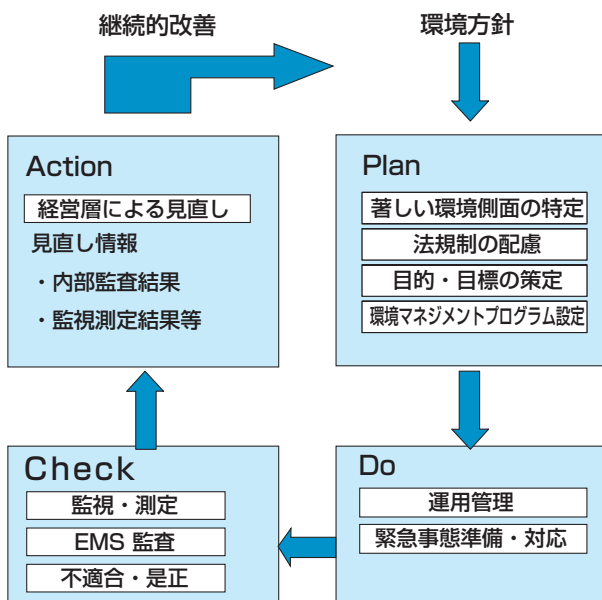 継続的改善
環境方針
Action
経営層による見直し
見直し情報
・内部監査結果
・監視測定結果等
Plan
著しい環境側面の特定
法規制の配慮
目的・目標の策定
環境マネジメントプログラム設定
Check
監視・測定
EMS 監査
不適合・是正
Do
運用管理
緊急事態準備・対応